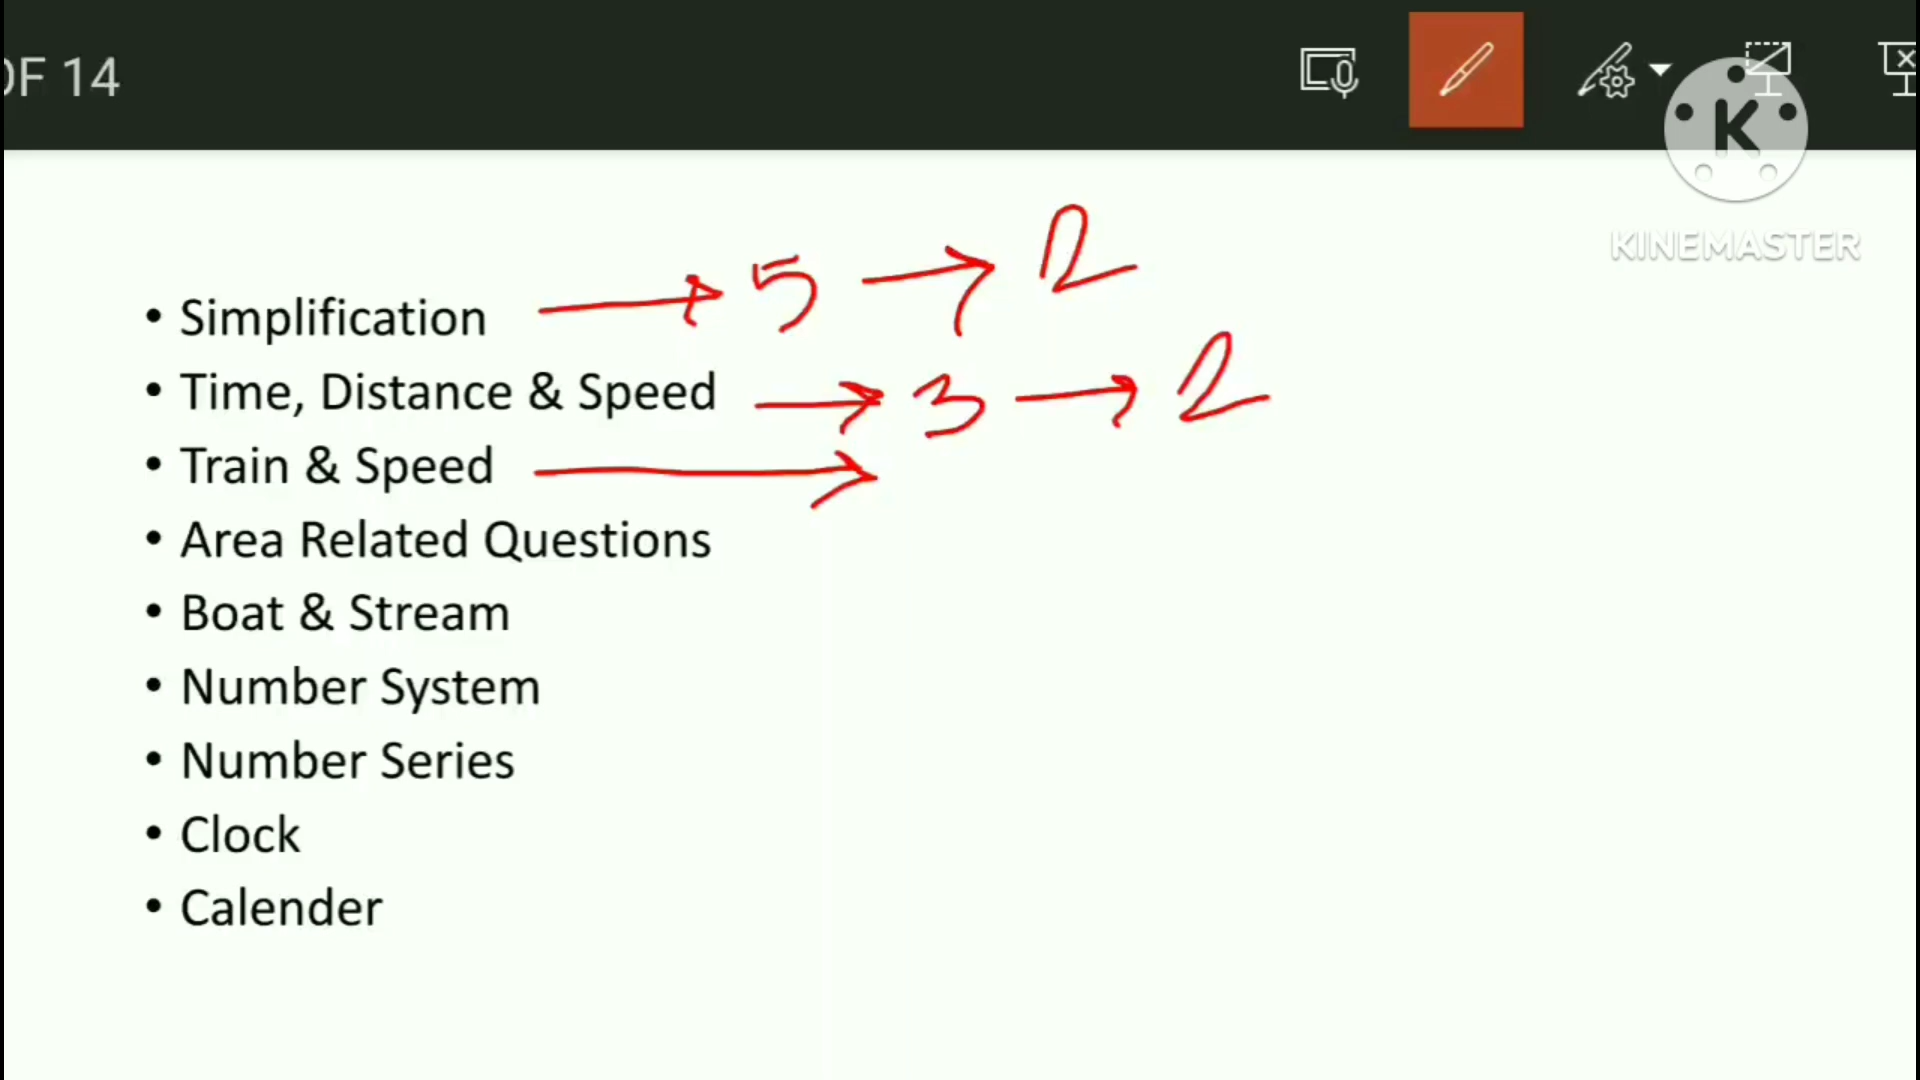 OF 14
K
KINEMASTER
• Simplification → 5 → 2
• Time, Distance & Speed → 3 → 2
• Train & Speed →
• Area Related Questions
• Boat & Stream
• Number System
• Number Series
• Clock
• Calender